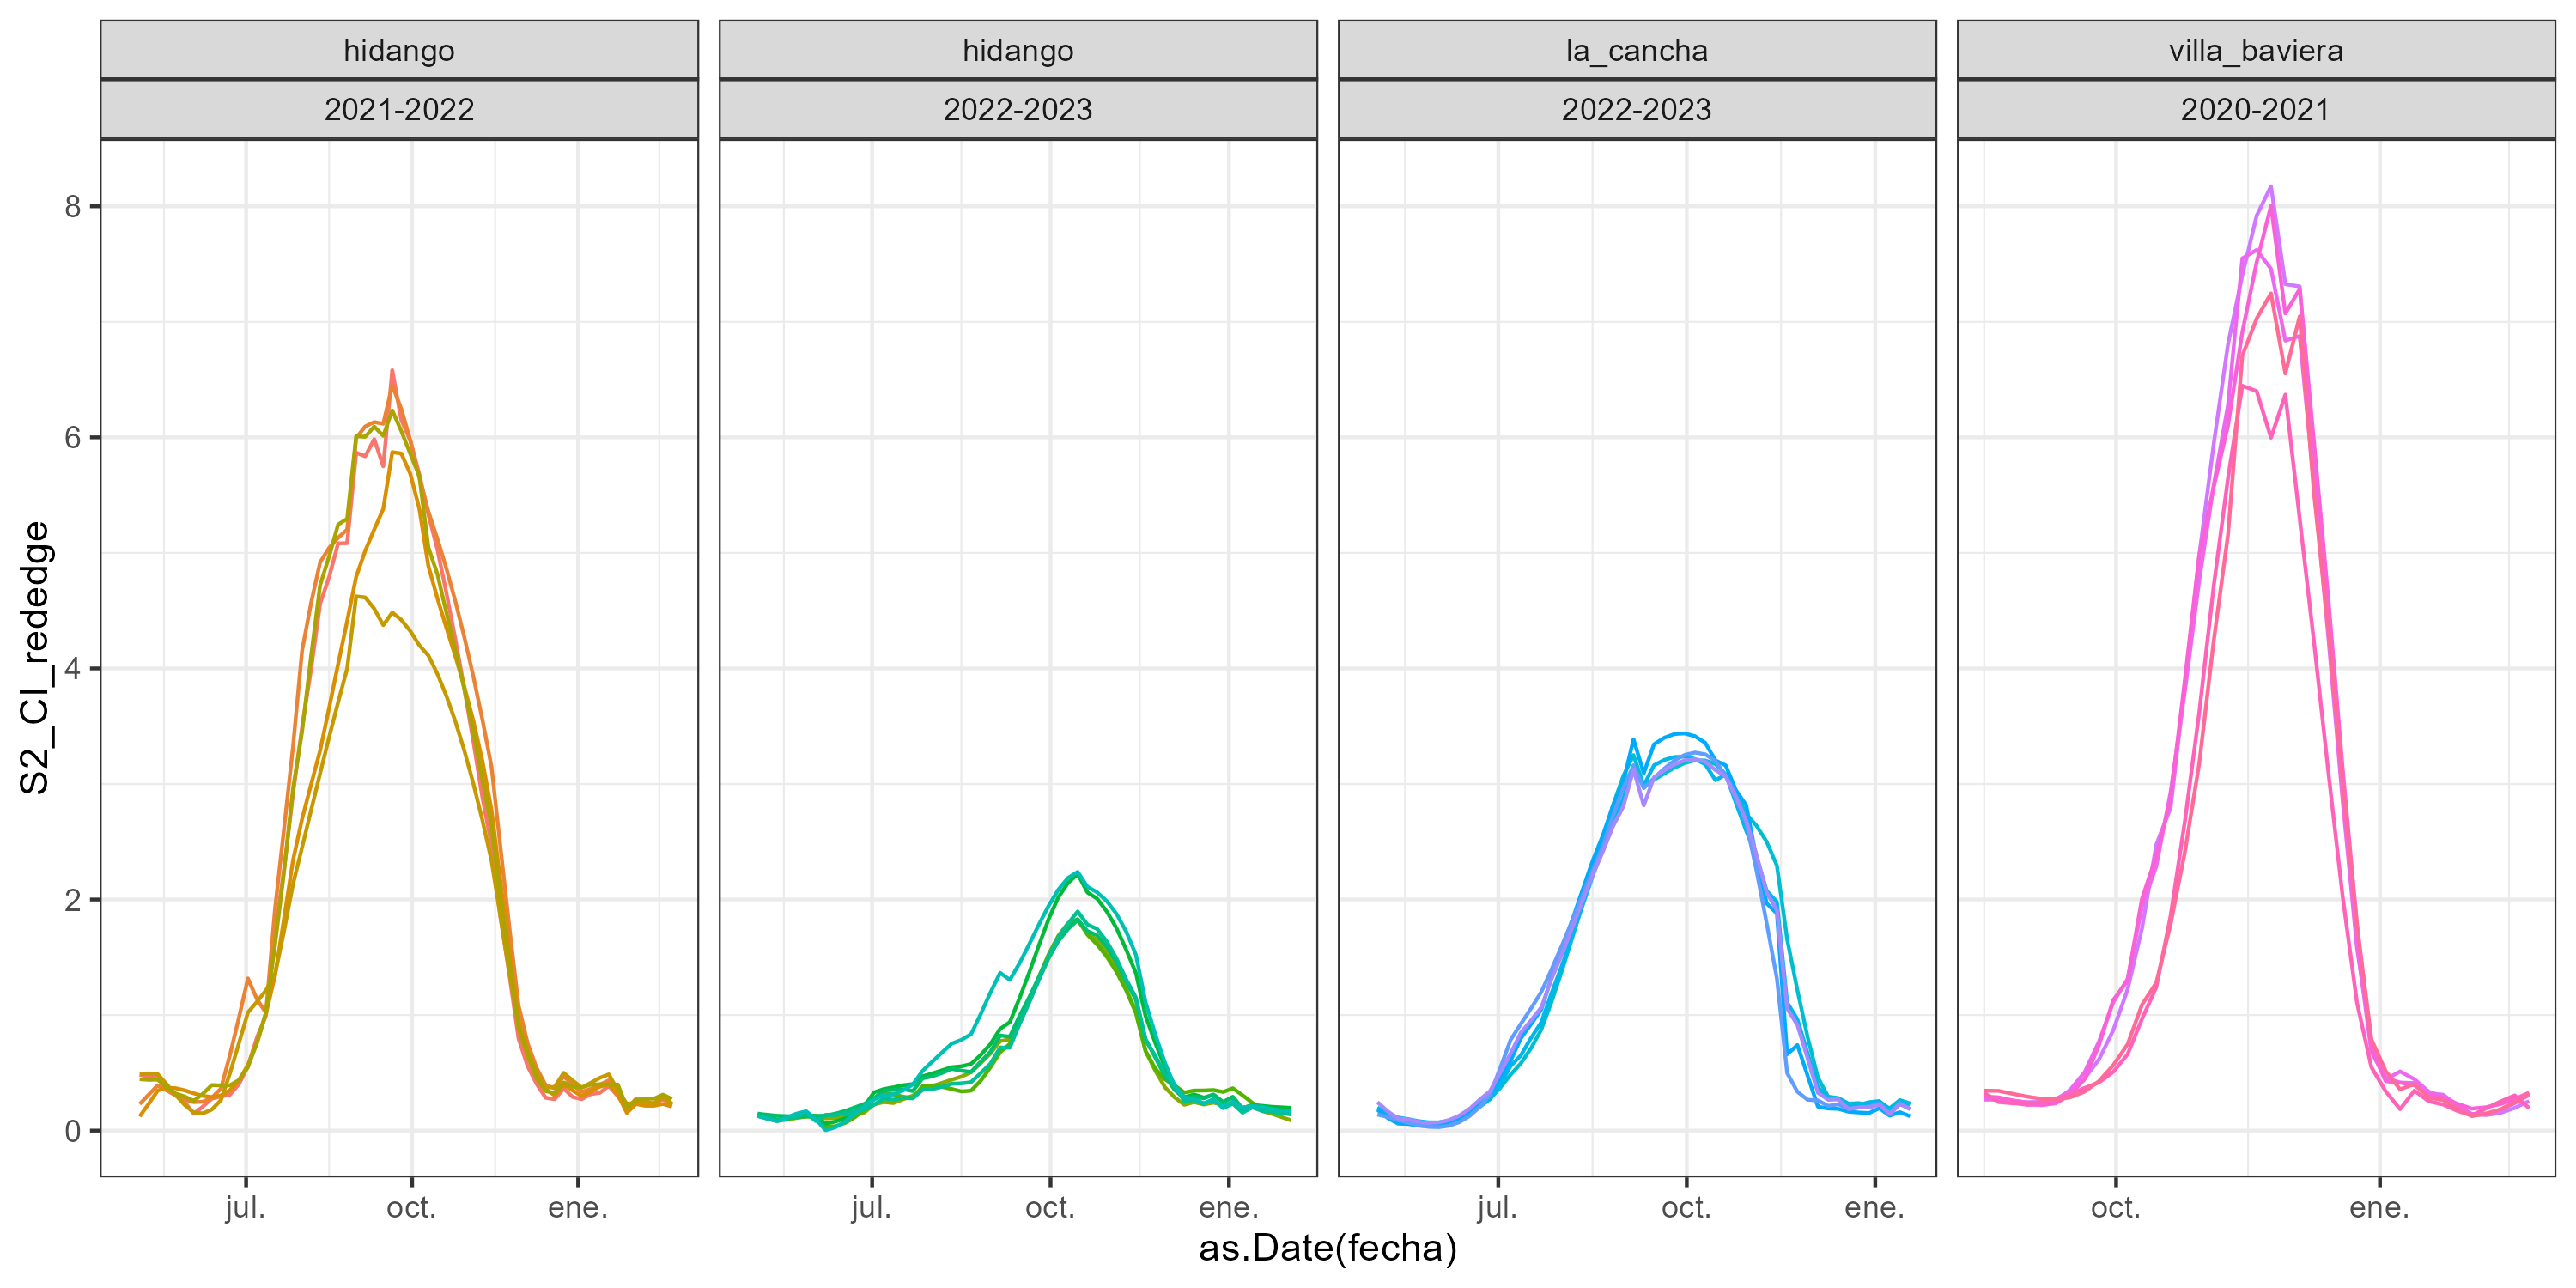 hidango hidango la_cancha villa_baviera
2021-2022 2022-2023 2022-2023 2020-2021
8
6
4
2
0
S2_CI_rededge
jul. oct. ene. jul. oct. ene. jul. oct. ene. oct. ene.
as.Date(fecha)